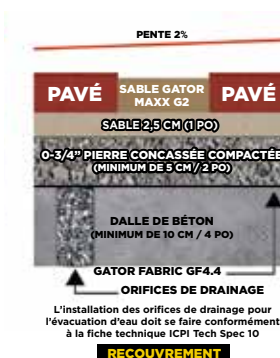 PENTE 2%
PAVÉ
SABLE GATOR
MAXX G2
PAVÉ
SABLE 2,5 CM (1 PO)
0-3/4" PIERRE CONCASSÉE COMPACTÉE
(MINIMUM DE 5 CM / 2 PO)
DALLE DE BÉTON
(MINIMUM DE 10 CM / 4 PO)
GATOR FABRIC GF4.4
ORIFICES DE DRAINAGE
L'installation des orifices de drainage pour
l'évacuation d'eau doit se faire conformément
à la fiche technique ICPI Tech Spec 10
RECOUVREMENT